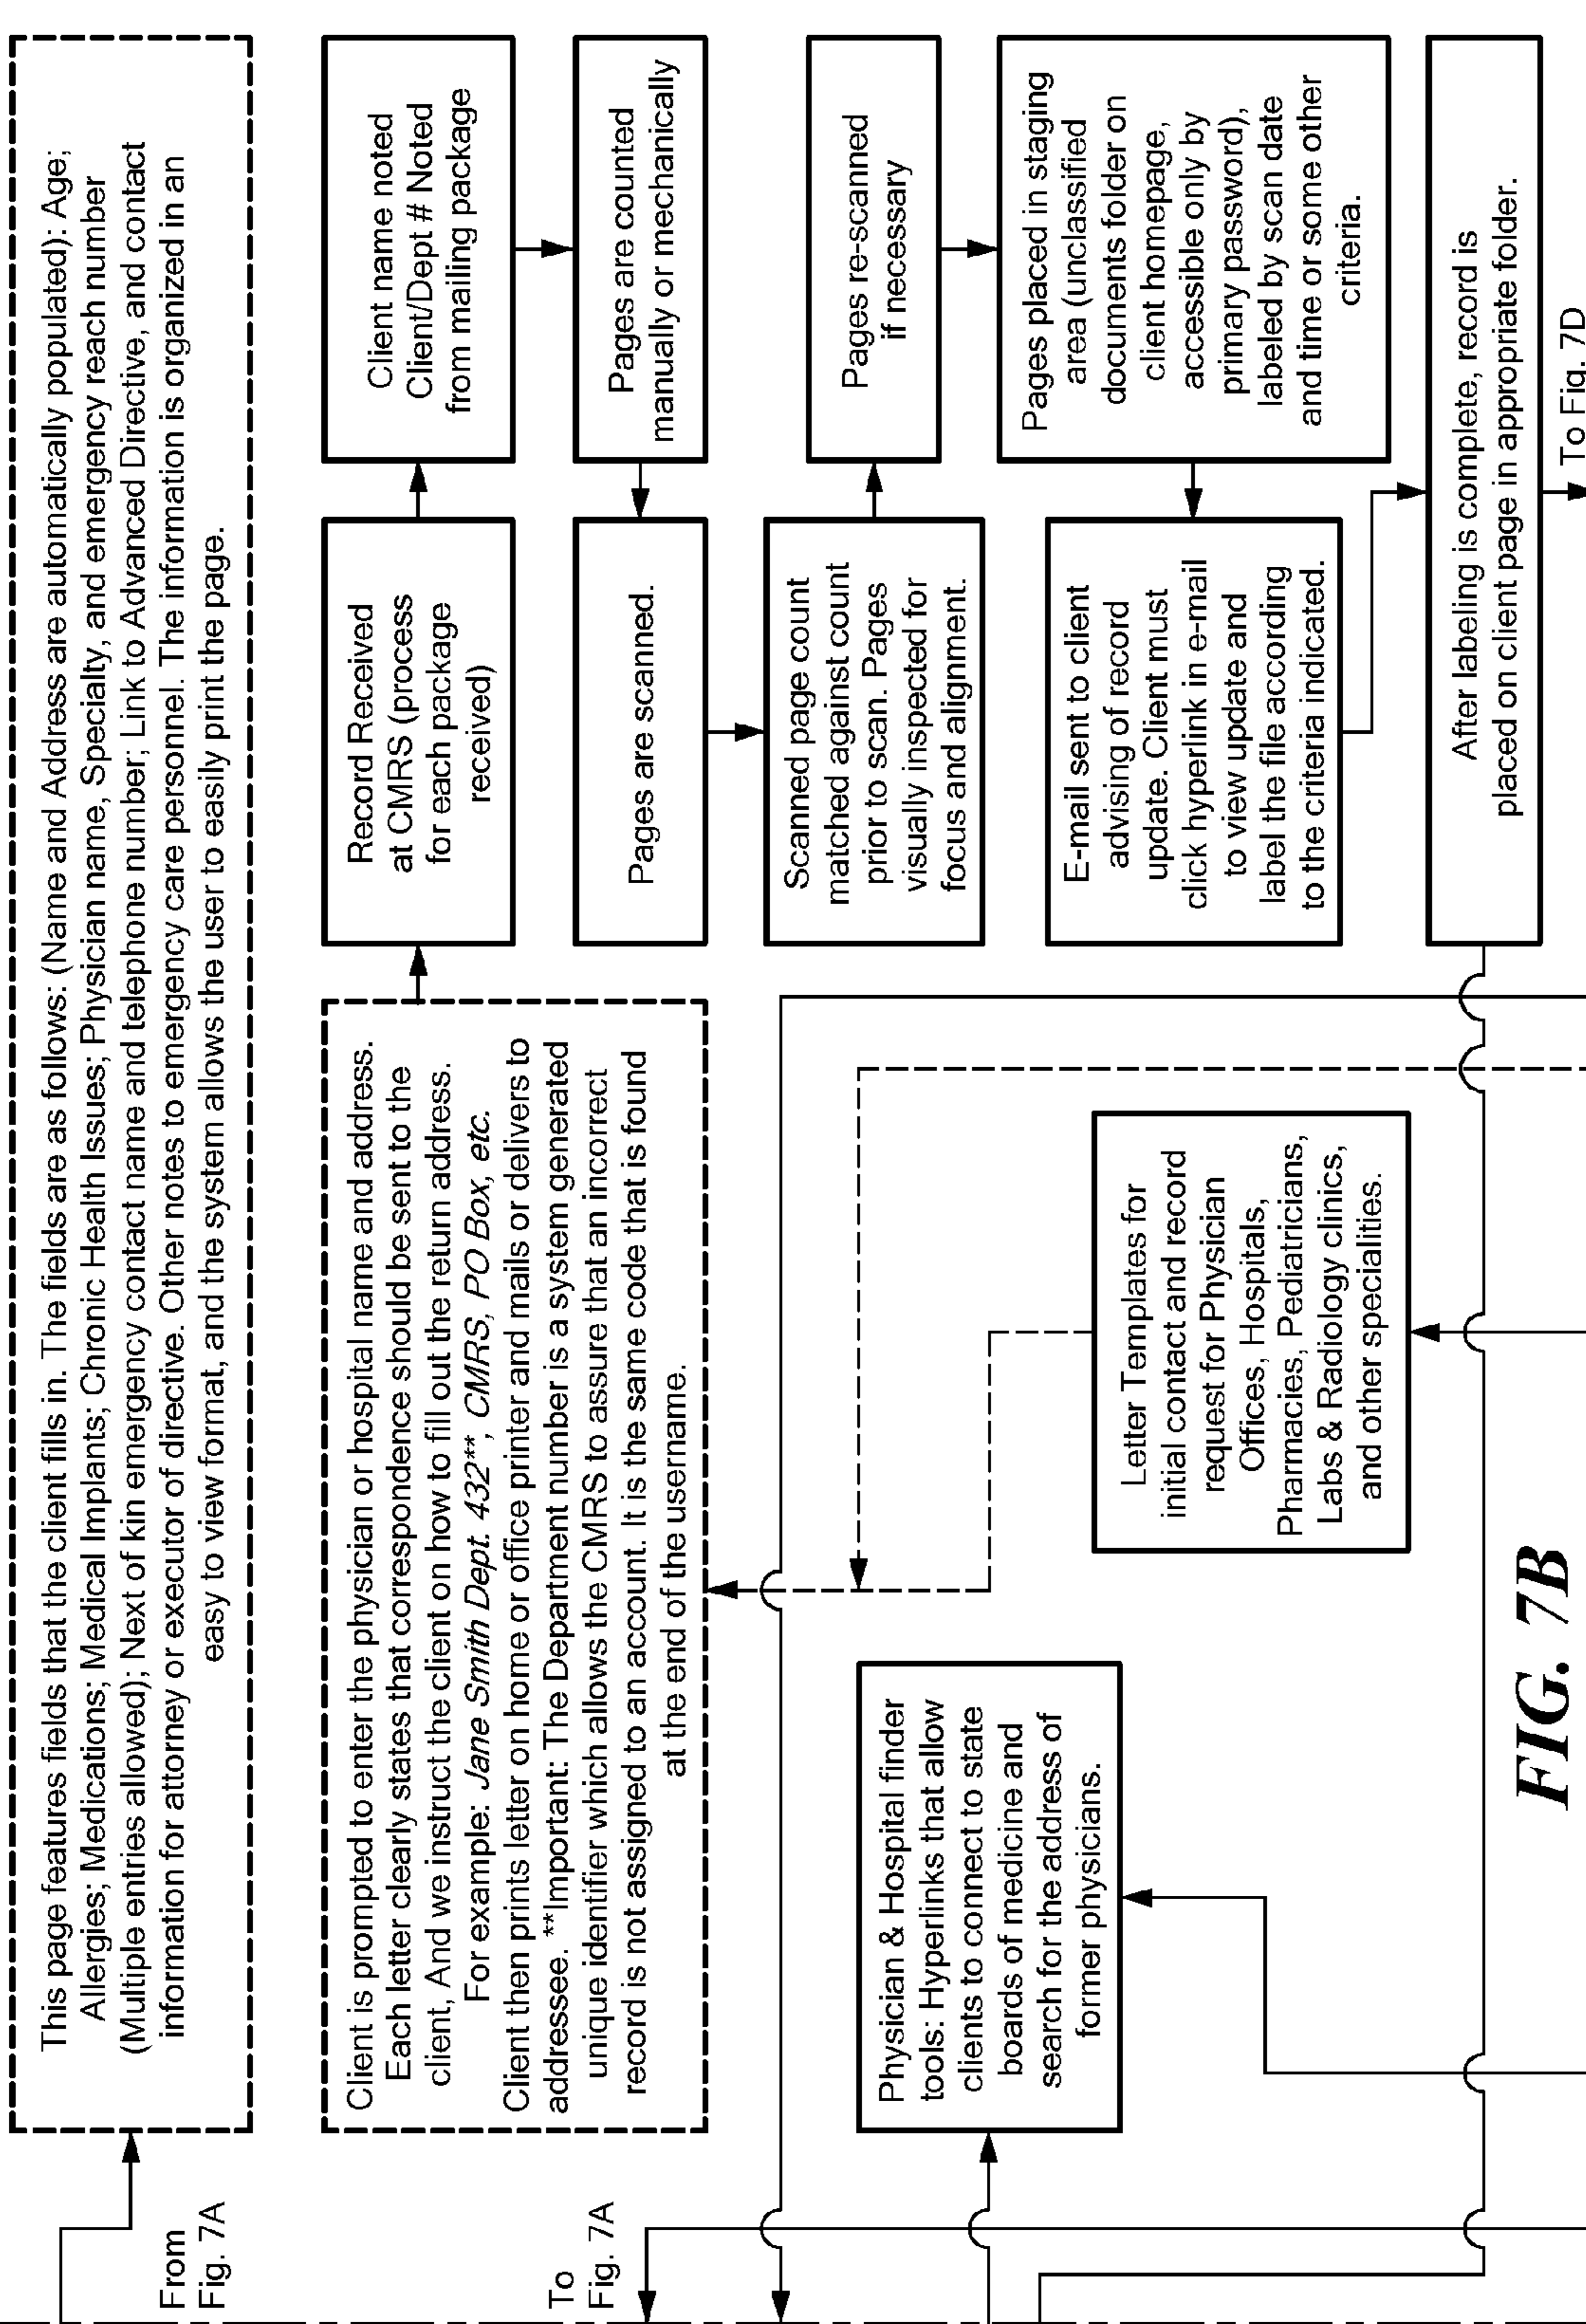 This page features fields that the client fills in. The fields are as follows: (Name and Address are automatically populated): Age;
Allergies; Medications; Medical Implants; Chronic Health Issues; Physician name, Specialty, and emergency reach number
(Multiple entries allowed); Next of kin emergency contact name and telephone number; Link to Advanced Directive, and contact
information for attorney or executor of directive. Other notes to emergency care personnel. The information is organized in an
easy to view format, and the system allows the user to easily print the page.
From
Fig. 7A
Client is prompted to enter the physician or hospital name and address.
Each letter clearly states that correspondence should be sent to the
client, And we instruct the client on how to fill out the return address.
For example: Jane Smith Dept. 432**, CMRS, PO Box, etc.
Client then prints letter on home or office printer and mails or delivers to
addressee. **Important: The Department number is a system generated
unique identifier which allows the CMRS to assure that an incorrect
record is not assigned to an account. It is the same code that is found
at the end of the username.
Record Received
at CMRS (process
for each package
received)
Client name noted
Client/Dept # Noted
from mailing package
Pages are counted
manually or mechanically
Pages are scanned.
Scanned page count
matched against count
prior to scan. Pages
visually inspected for
focus and alignment.
Pages re-scanned
if necessary
Pages placed in staging
area (unclassified
documents folder on
client homepage,
accessible only by
primary password),
labeled by scan date
and time or some other
criteria.
E-mail sent to client
advising of record
update. Client must
click hyperlink in e-mail
to view update and
label the file according
to the criteria indicated.
After labeling is complete, record is
placed on client page in appropriate folder.
To Fig. 7D
To
Fig. 7A
Physician & Hospital finder
tools: Hyperlinks that allow
clients to connect to state
boards of medicine and
search for the address of
former physicians.
Letter Templates for
initial contact and record
request for Physician
Offices, Hospitals,
Pharmacies, Pediatricians,
Labs & Radiology clinics,
and other specialities.
FIG. 7B